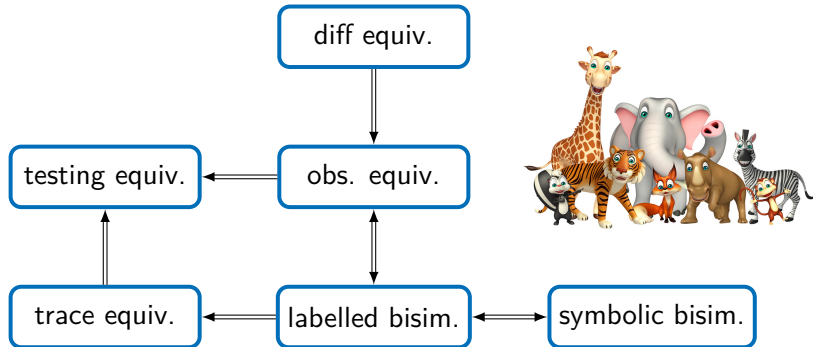 diff equiv.
testing equiv.
obs. equiv.
trace equiv.
labelled bisim.
symbolic bisim.